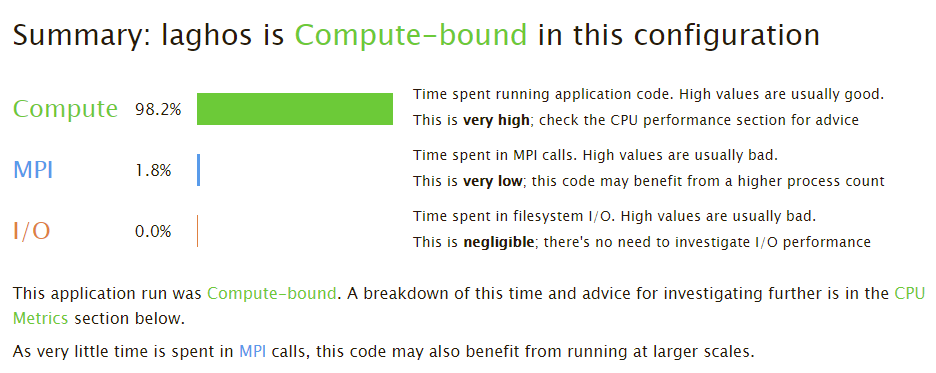 Summary: laghos is Compute-bound in this configuration
Compute 98.2% Time spent running application code. High values are usually good.
This is very high; check the CPU performance section for advice
MPI 1.8% Time spent in MPI calls. High values are usually bad.
This is very low; this code may benefit from a higher process count
I/O 0.0% Time spent in filesystem I/O. High values are usually bad.
This is negligible; there's no need to investigate I/O performance
This application run was Compute-bound. A breakdown of this time and advice for investigating further is in the CPU
Metrics section below.
As very little time is spent in MPI calls, this code may also benefit from running at larger scales.